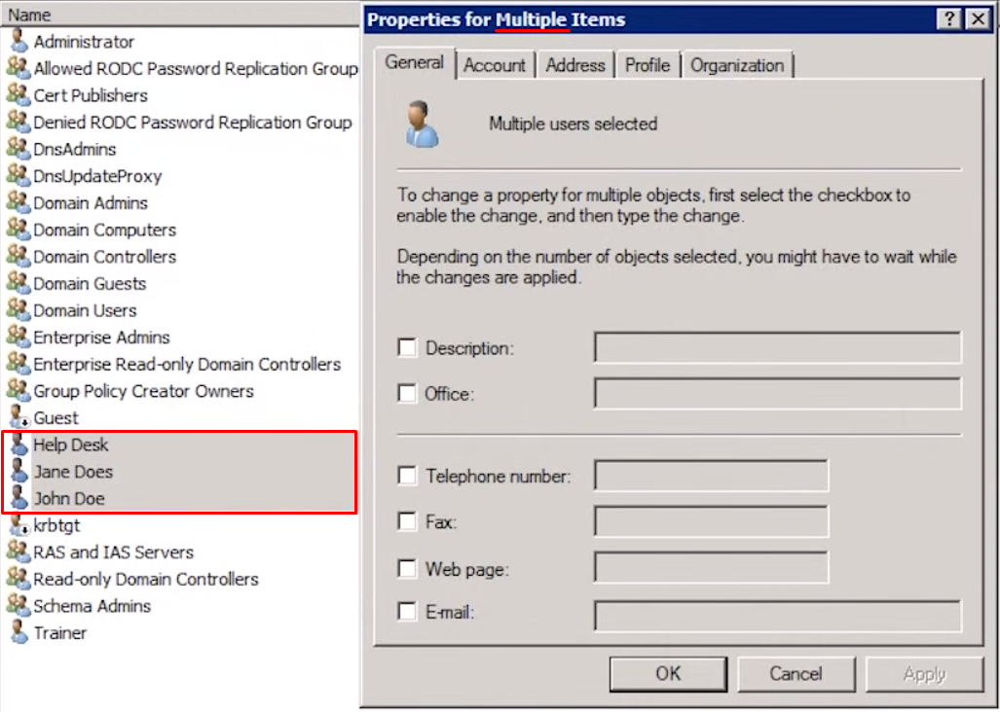 Name
Administrator
Allowed RODC Password Replication Group
Cert Publishers
Denied RODC Password Replication Group
DnsAdmins
DnsUpdateProxy
Domain Admins
Domain Computers
Domain Controllers
Domain Guests
Domain Users
Enterprise Admins
Enterprise Read-only Domain Controllers
Group Policy Creator Owners
Guest
Help Desk
Jane Does
John Doe
krbtgt
RAS and IAS Servers
Read-only Domain Controllers
Schema Admins
Trainer
Properties for Multiple Items
General Account Address Profile Organization
Multiple users selected
To change a property for multiple objects, first select the checkbox to
enable the change, and then type the change.
Depending on the number of objects selected, you might have to wait while
the changes are applied.
Description:
Office:
Telephone number:
Fax:
Web page:
E-mail:
OK Cancel Apply